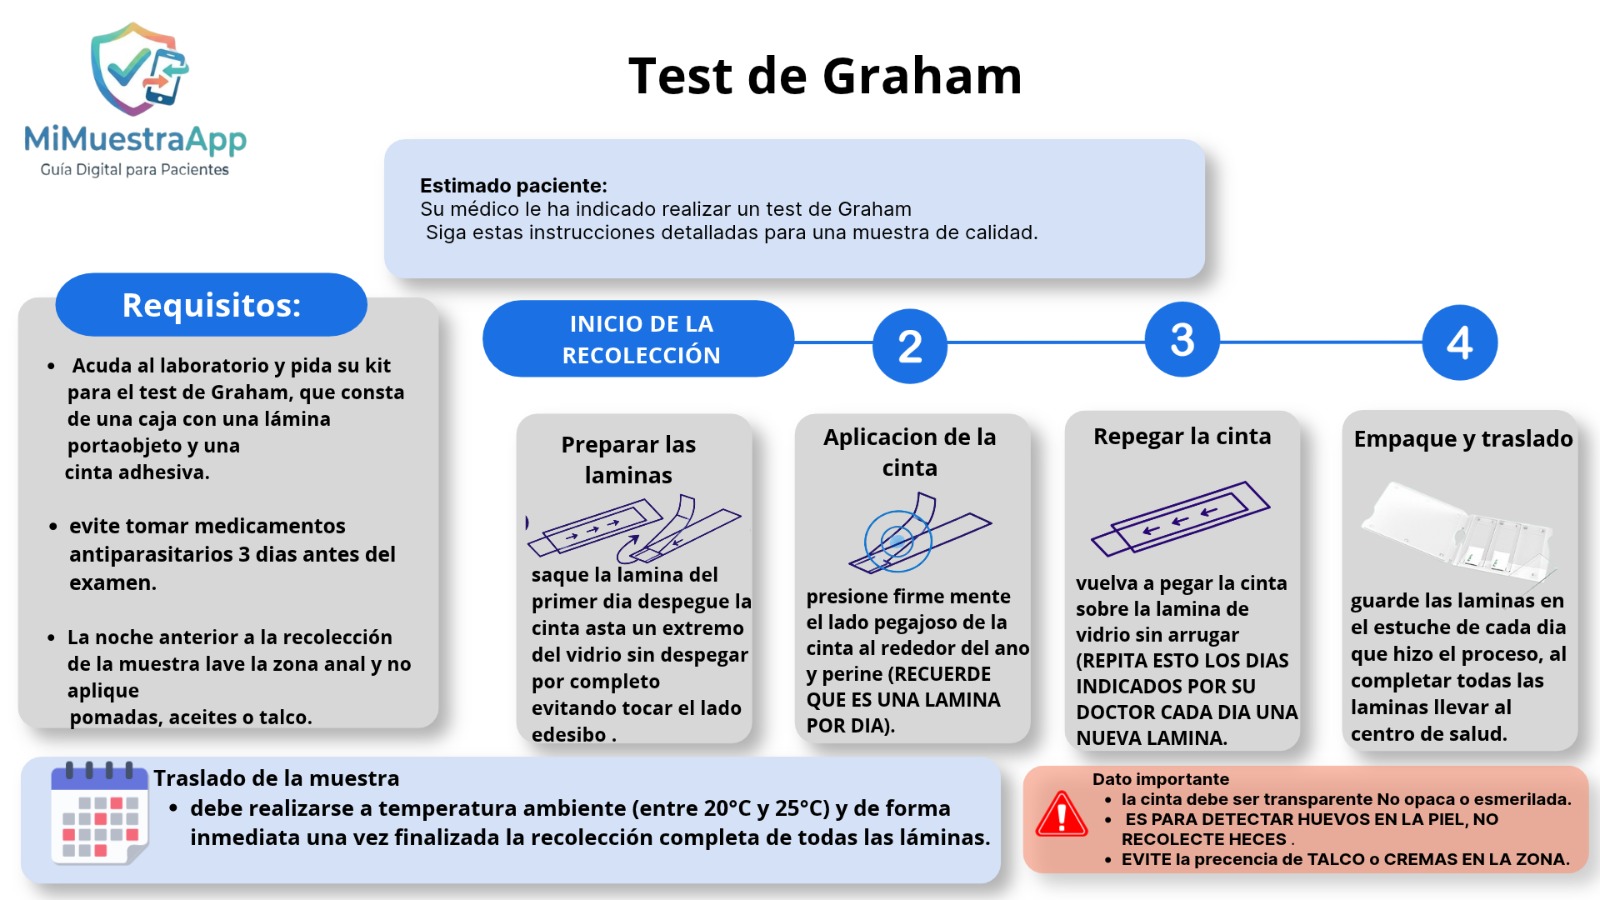 MiMuestraApp
Guía Digital para Pacientes
Test de Graham
Estimado paciente:
Su médico le ha indicado realizar un test de Graham
Siga estas instrucciones detalladas para una muestra de calidad.
Requisitos:
• Acuda al laboratorio y pida su kit
para el test de Graham, que consta
de una caja con una lámina
portaobjeto y una
cinta adhesiva.
• evite tomar medicamentos
antiparasitarios 3 dias antes del
examen.
• La noche anterior a la recolección
de la muestra lave la zona anal y no
aplique
pomadas, aceites o talco.
INICIO DE LA
RECOLECCIÓN
Preparar las
laminas
saque la lamina del
primer dia despegue la
cinta asta un extremo
del vidrio sin despegar
por completo
evitando tocar el lado
edesibo .
2
Aplicacion de la
cinta
presione firme mente
el lado pegajoso de la
cinta al rededor del ano
y perine (RECUERDE
QUE ES UNA LAMINA
POR DIA).
3
Repegar la cinta
vuelva a pegar la cinta
sobre la lamina de
vidrio sin arrugar
(REPITA ESTO LOS DIAS
INDICADOS POR SU
DOCTOR CADA DIA UNA
NUEVA LAMINA.
4
Empaque y traslado
guarde las laminas en
el estuche de cada dia
que hizo el proceso, al
completar todas las
laminas llevar al
centro de salud.
Traslado de la muestra
• debe realizarse a temperatura ambiente (entre 20°C y 25°C) y de forma
inmediata una vez finalizada la recolección completa de todas las láminas.
Dato importante
• la cinta debe ser transparente No opaca o esmerilada.
• ES PARA DETECTAR HUEVOS EN LA PIEL, NO
RECOLECTE HECES .
• EVITE la precencia de TALCO o CREMAS EN LA ZONA.